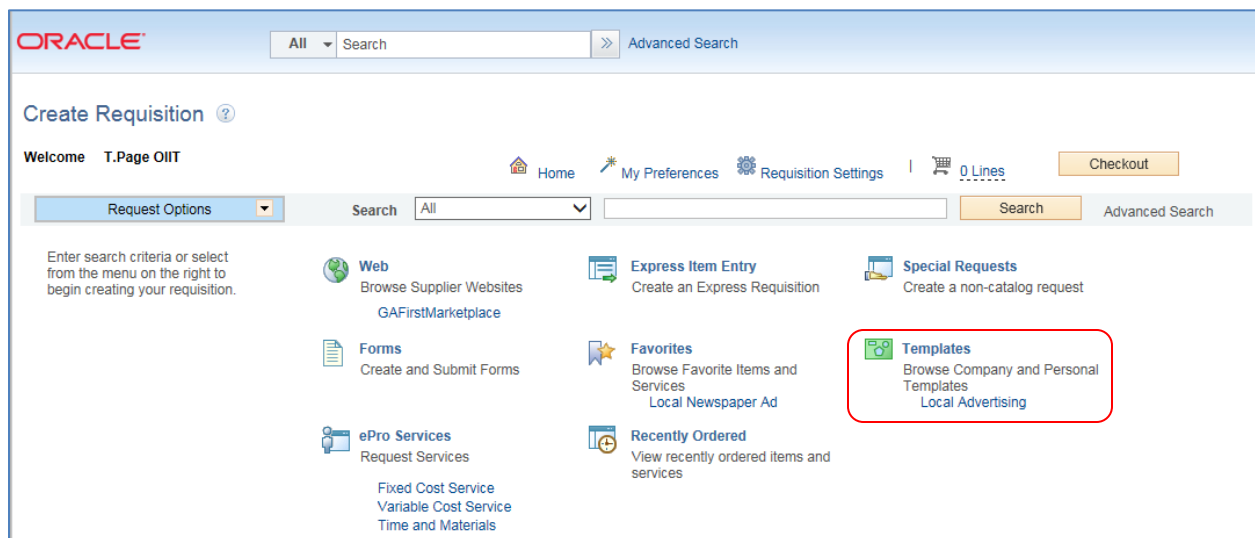 ORACLE
All Search Advanced Search
Create Requisition
Welcome T.Page OIIT
Home My Preferences Requisition Settings | 0 Lines Checkout
Request Options Search All Search Advanced Search
Enter search criteria or select
from the menu on the right to
begin creating your requisition.
Web
Browse Supplier Websites
GAFirstMarketplace
Express Item Entry
Create an Express Requisition
Special Requests
Create a non-catalog request
Forms
Create and Submit Forms
Favorites
Browse Favorite Items and
Services
Local Newspaper Ad
Templates
Browse Company and Personal
Templates
Local Advertising
ePro Services
Request Services
Fixed Cost Service
Variable Cost Service
Time and Materials
Recently Ordered
View recently ordered items and
services